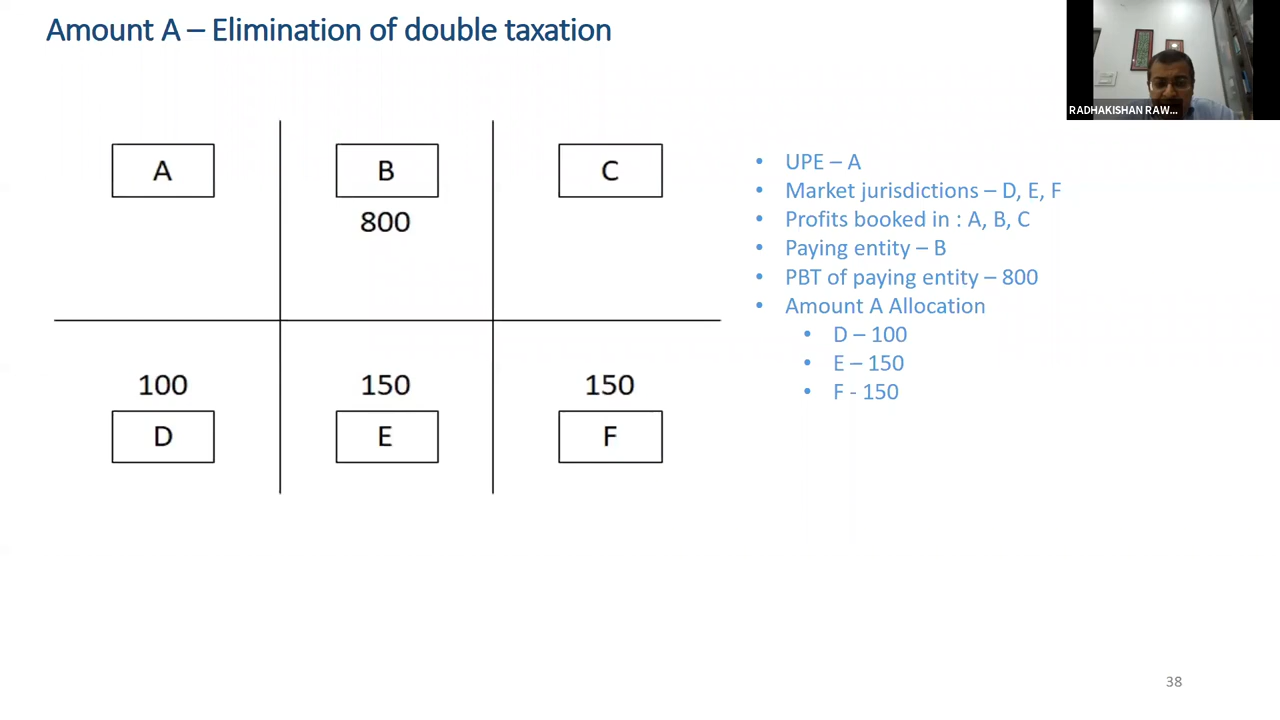 Amount A – Elimination of double taxation
RADHAKISHAN RAW...
A
B
C
800
100
150
150
D
E
F
• UPE – A
• Market jurisdictions – D, E, F
• Profits booked in : A, B, C
• Paying entity – B
• PBT of paying entity – 800
• Amount A Allocation
• D – 100
• E – 150
• F - 150
38